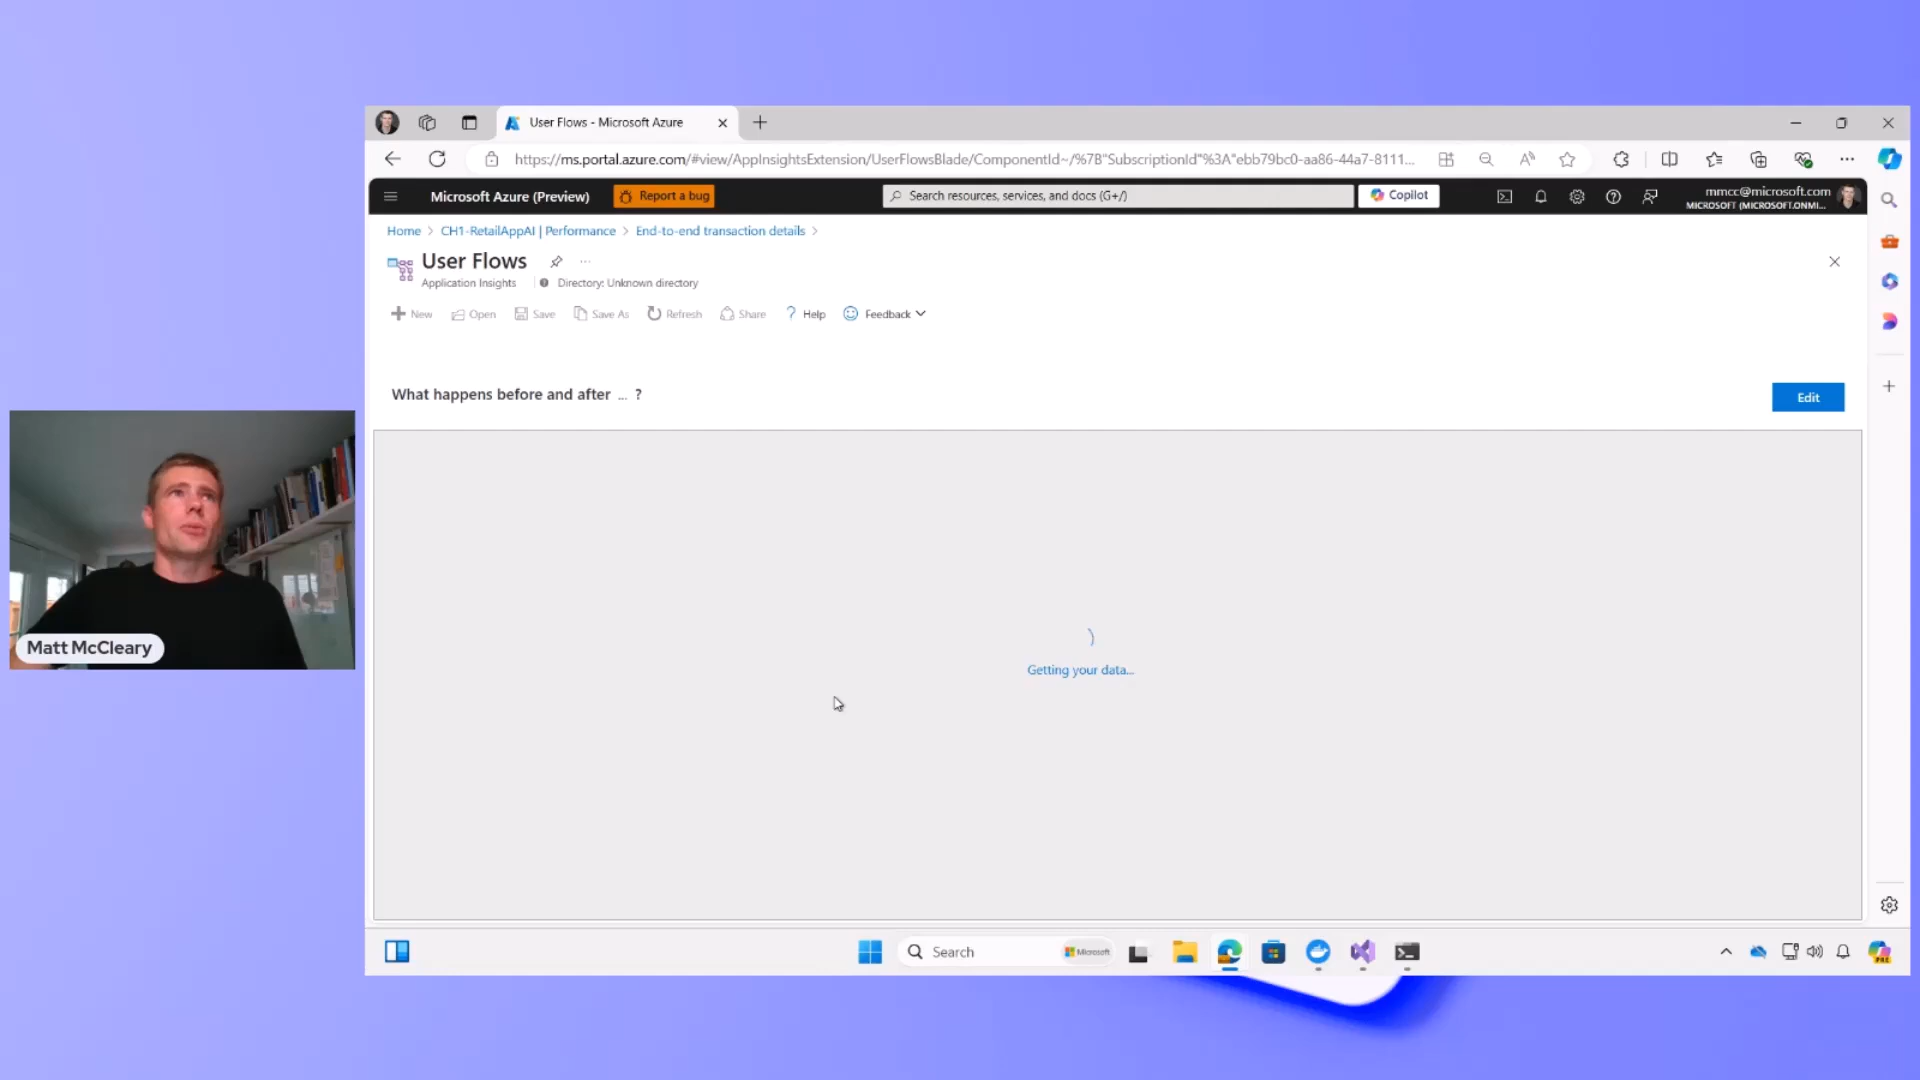 User Flows - Microsoft Azure
https://ms.portal.azure.com/#view/AppInsightsExtension/UserFlowsBlade/ComponentId~/%7B"SubscriptionId"%3A"ebb79bc0-aa86-44a7-8111...
Microsoft Azure (Preview)
Report a bug
Search resources, services, and docs (G+/)
Copilot
mmcc@microsoft.com
MICROSOFT (MICROSOFT.ONMI...
Home > CH1-RetailAppAI | Performance > End-to-end transaction details >
User Flows
Application Insights
Directory: Unknown directory
New
Open
Save
Save As
Refresh
Share
Help
Feedback
What happens before and after ... ?
Edit
Getting your data...
Matt McCleary
Search
Microsoft
PRE